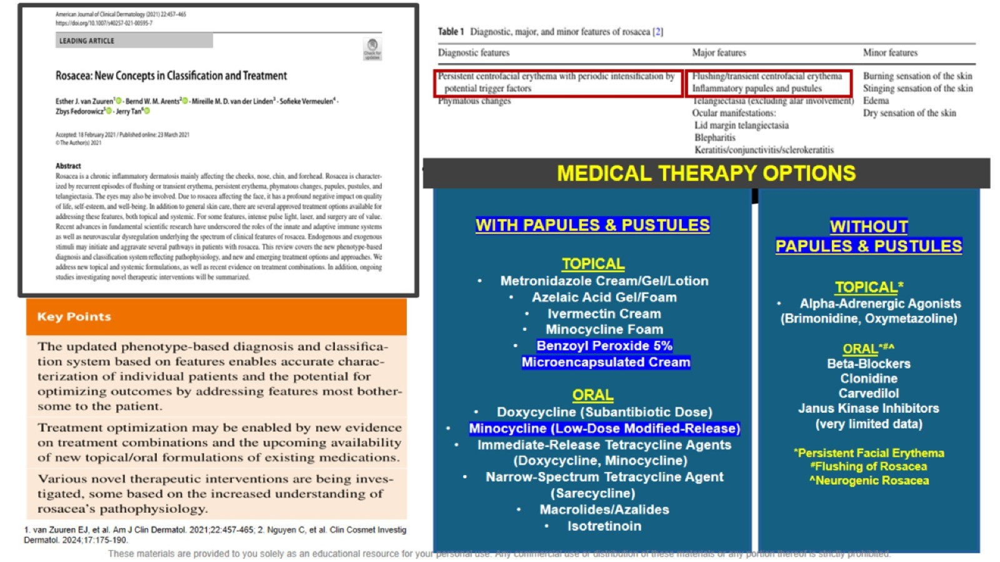 American Journal of Clinical Dermatology (2021) 22:457–465
https://doi.org/10.1007/s40257-021-00595-7
LEADING ARTICLE
Check for
updates
Rosacea: New Concepts in Classification and Treatment
Esther J. van Zuuren1 · Bernd W. M. Arents2 · Mireille M. D. van der Linden3 · Sofieke Vermeulen4 ·
Zbys Fedorowicz5 · Jerry Tan6
Accepted: 18 February 2021 / Published online: 23 March 2021
© The Author(s) 2021
Abstract
Rosacea is a chronic inflammatory dermatosis mainly affecting the cheeks, nose, chin, and forehead. Rosacea is character-
ized by recurrent episodes of flushing or transient erythema, persistent erythema, phymatous changes, papules, pustules, and
telangiectasia. The eyes may also be involved. Due to rosacea affecting the face, it has a profound negative impact on quality
of life, self-esteem, and well-being. In addition to general skin care, there are several approved treatment options available for
addressing these features, both topical and systemic. For some features, intense pulse light, laser, and surgery are of value.
Recent advances in fundamental scientific research have underscored the roles of the innate and adaptive immune systems
as well as neurovascular dysregulation underlying the spectrum of clinical features of rosacea. Endogenous and exogenous
stimuli may initiate and aggravate several pathways in patients with rosacea. This review covers the new phenotype-based
diagnosis and classification system reflecting pathophysiology, and new and emerging treatment options and approaches. We
address new topical and systemic formulations, as well as recent evidence on treatment combinations. In addition, ongoing
studies investigating novel therapeutic interventions will be summarized.
Key Points
The updated phenotype-based diagnosis and classifica-
tion system based on features enables accurate charac-
terization of individual patients and the potential for
optimizing outcomes by addressing features most bother-
some to the patient.
Treatment optimization may be enabled by new evidence
on treatment combinations and the upcoming availability
of new topical/oral formulations of existing medications.
Various novel therapeutic interventions are being inves-
tigated, some based on the increased understanding of
rosacea's pathophysiology.
1. van Zuuren EJ, et al. Am J Clin Dermatol. 2021;22:457-465; 2. Nguyen C, et al. Clin Cosmet Investig
Dermatol. 2024;17:175-190.
Table 1 Diagnostic, major, and minor features of rosacea [2]
Diagnostic features Major features Minor features
Persistent centrofacial erythema with periodic intensification by Flushing/transient centrofacial erythema Burning sensation of the skin
potential trigger factors Inflammatory papules and pustules Stinging sensation of the skin
Phymatous changes Telangiectasia (excluding alar involvement) Edema
Ocular manifestations: Dry sensation of the skin
Lid margin telangiectasia
Blepharitis
Keratitis/conjunctivitis/sclerokeratitis
MEDICAL THERAPY OPTIONS
WITH PAPULES & PUSTULES
TOPICAL
• Metronidazole Cream/Gel/Lotion
• Azelaic Acid Gel/Foam
• Ivermectin Cream
• Minocycline Foam
• Benzoyl Peroxide 5%
Microencapsulated Cream
ORAL
• Doxycycline (Subantibiotic Dose)
• Minocycline (Low-Dose Modified-Release)
• Immediate-Release Tetracycline Agents
(Doxycycline, Minocycline)
• Narrow-Spectrum Tetracycline Agent
(Sarecycline)
• Macrolides/Azalides
• Isotretinoin
WITHOUT
PAPULES & PUSTULES
TOPICAL*
• Alpha-Adrenergic Agonists
(Brimonidine, Oxymetazoline)
ORAL*#^
Beta-Blockers
Clonidine
Carvedilol
Janus Kinase Inhibitors
(very limited data)
*Persistent Facial Erythema
#Flushing of Rosacea
^Neurogenic Rosacea
These materials are provided to you solely as an educational resource for your personal use. Any commercial use or distribution of these materials or any portion thereof is strictly prohibited.